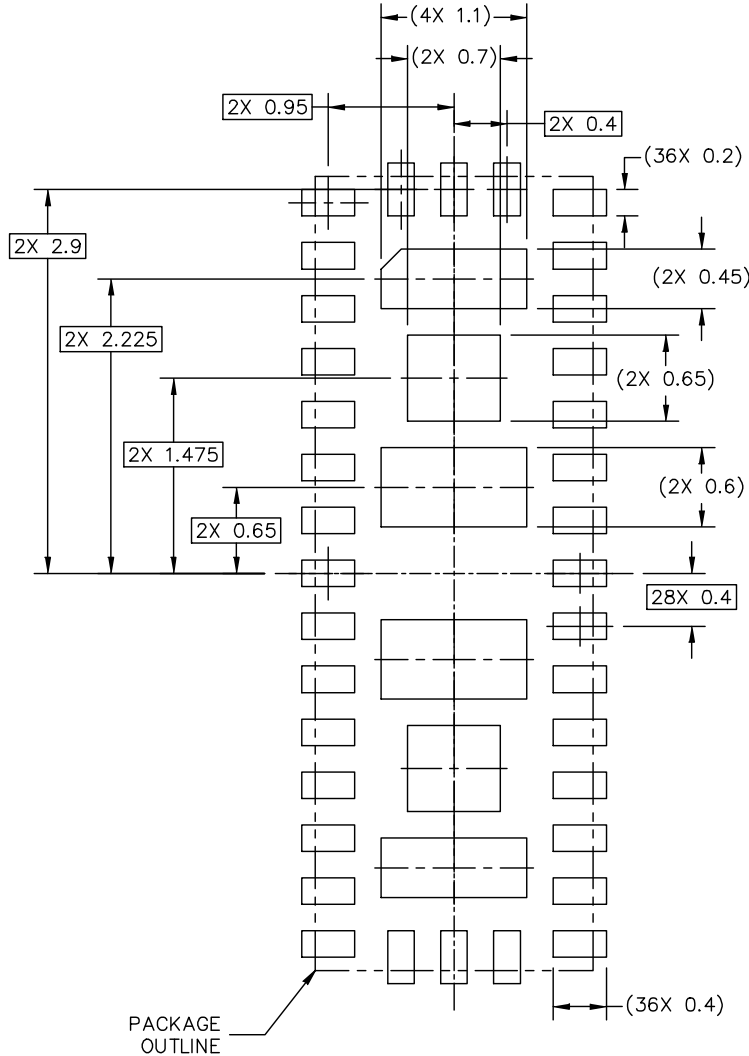 (4X 1.1)
(2X 0.7)
2X 0.95
2X 0.4
(36X 0.2)
2X 2.9
(2X 0.45)
2X 2.225
(2X 0.65)
2X 1.475
(2X 0.6)
2X 0.65
28X 0.4
(36X 0.4)
PACKAGE
OUTLINE